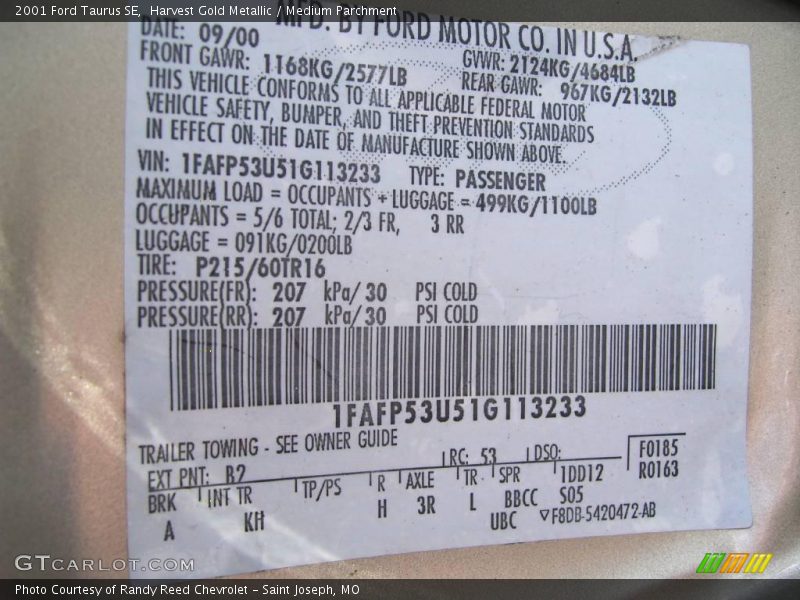 2001 Ford Taurus SE, Harvest Gold Metallic / Medium Parchment
MFD. BY FORD MOTOR CO. IN U.S.A.
DATE: 09/00 GVWR: 2124KG/4684LB
FRONT GAWR: 1168KG/2577LB REAR GAWR: 967KG/2132LB
THIS VEHICLE CONFORMS TO ALL APPLICABLE FEDERAL MOTOR
VEHICLE SAFETY, BUMPER, AND THEFT PREVENTION STANDARDS
IN EFFECT ON THE DATE OF MANUFACTURE SHOWN ABOVE.
VIN: 1FAFP53U51G113233 TYPE: PASSENGER
MAXIMUM LOAD = OCCUPANTS + LUGGAGE = 499KG/1100LB
OCCUPANTS = 5/6 TOTAL; 2/3 FR, 3 RR
LUGGAGE = 091KG/0200LB
TIRE: P215/60TR16
PRESSURE(FR): 207 kPa/ 30 PSI COLD
PRESSURE(RR): 207 kPa/ 30 PSI COLD
1FAFP53U51G113233
TRAILER TOWING - SEE OWNER GUIDE
EXT PNT: B2 RC: 53 DSO: F0185
R0163
BRK INT TR TP/PS R AXLE TR SPR 1DD12
A KH H 3R L BBCC S05
UBC ▽F8DB-5420472-AB
GTCARLOT.COM
Photo Courtesy of Randy Reed Chevrolet – Saint Joseph, MO